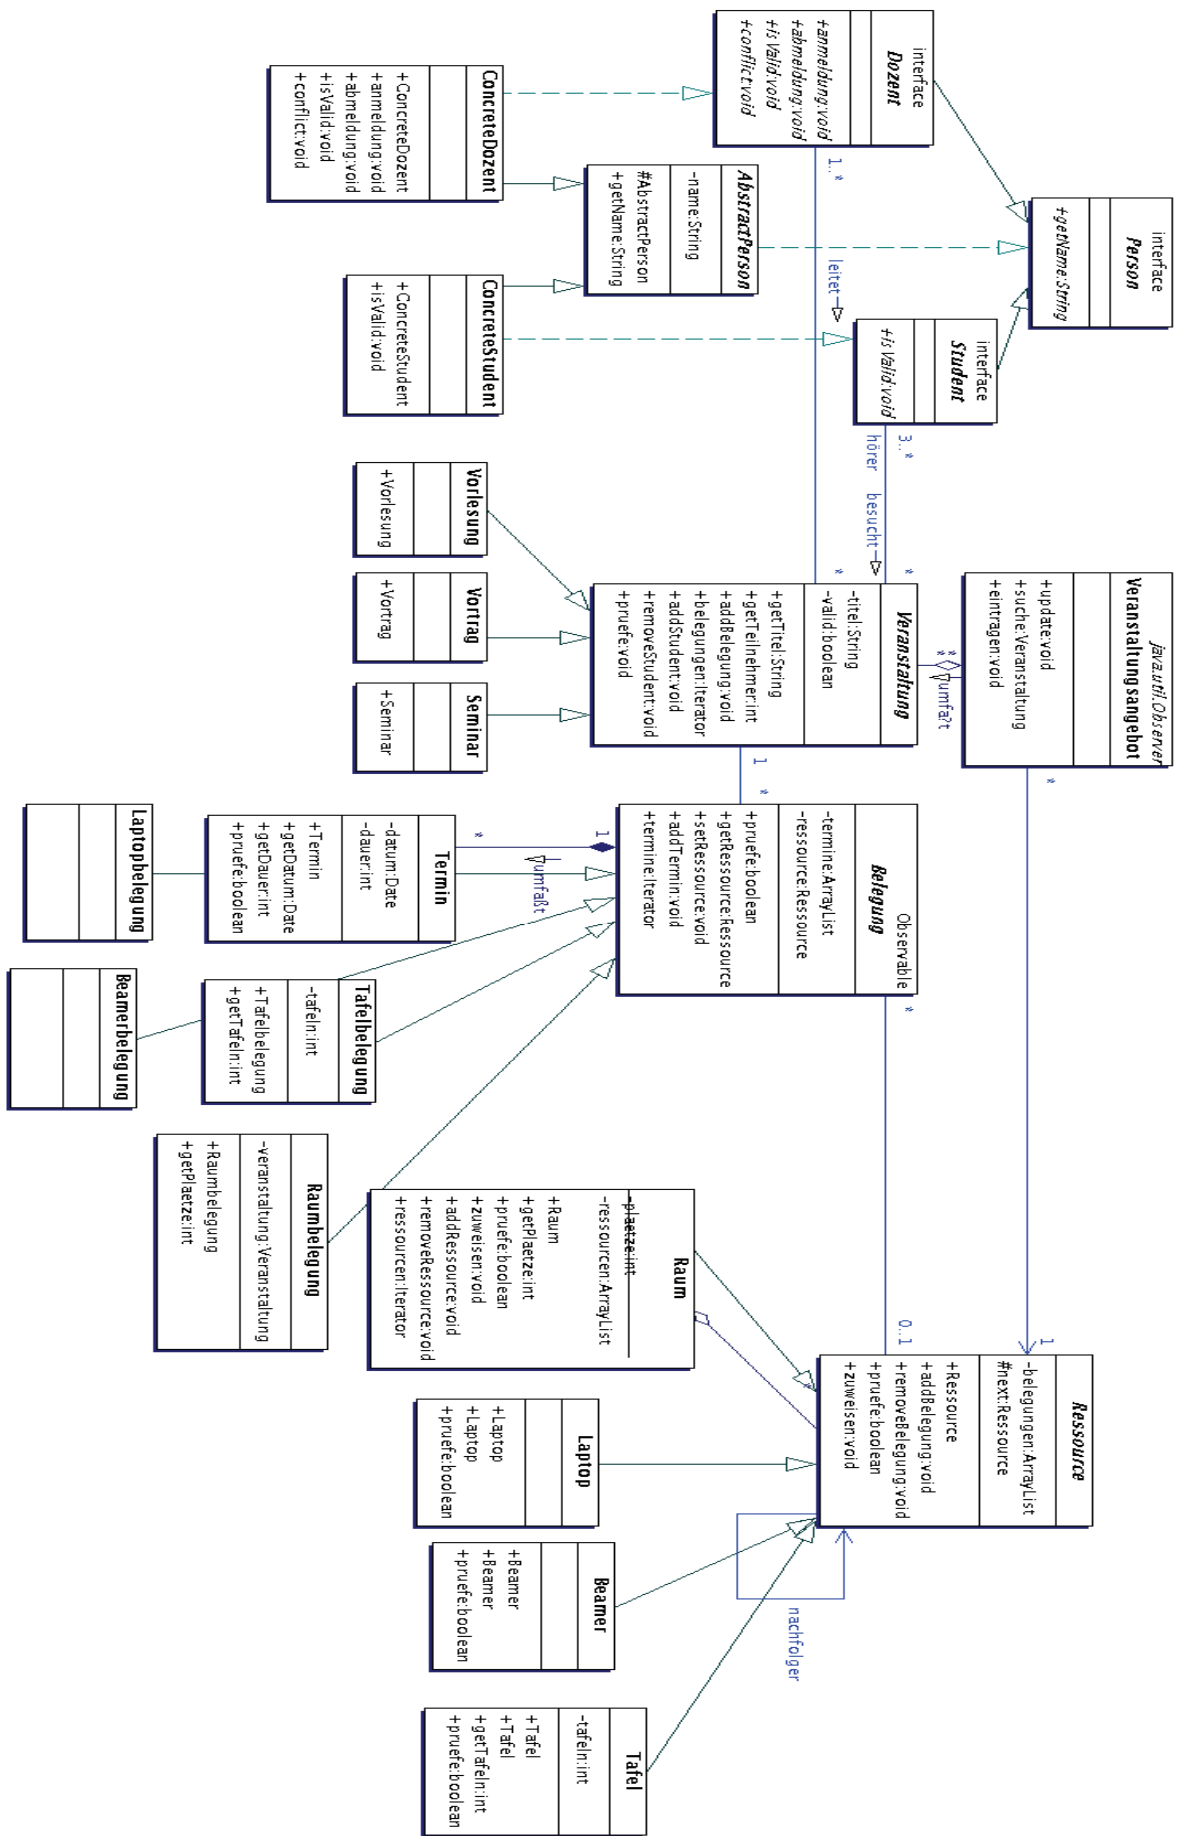 interface
Person
+getName:String
interface
Dozent
+anmeldung:void
+abmeldung:void
+isValid:void
+conflict:void
interface
Student
+isValid:void
AbstractPerson
-name:String
#AbstractPerson
+getName:String
ConcreteDozent
+ConcreteDozent
+anmeldung:void
+abmeldung:void
+isValid:void
+conflict:void
ConcreteStudent
+ConcreteStudent
+isValid:void
1..*
leitet
*
3..*
hörer
besucht
*
java.util.Observer
Veranstaltungsangebot
+update:void
+suche:Veranstaltung
+eintragen:void
*
*
umfa?t
*
1
Veranstaltung
-titel:String
-valid:boolean
+getTitel:String
+getTeilnehmer:int
+addBelegung:void
+belegungen:Iterator
+addStudent:void
+removeStudent:void
+pruefe:void
Vorlesung
+Vorlesung
Vortrag
+Vortrag
Seminar
+Seminar
1
*
Observable
Belegung
-termine:ArrayList
-ressource:Ressource
+pruefe:boolean
+getRessource:Ressource
+setRessource:void
+addTermin:void
+termine:Iterator
*
0..1
1
umfaßt
*
Termin
-datum:Date
-dauer:int
+Termin
+getDatum:Date
+getDauer:int
+pruefe:boolean
Laptopbelegung
Tafelbelegung
-tafeln:int
+Tafelbelegung
+getTafeln:int
Beamerbelegung
Raumbelegung
-veranstaltung:Veranstaltung
+Raumbelegung
+getPlaetze:int
Ressource
-belegungen:ArrayList
#next:Ressource
+Ressource
+addBelegung:void
+removeBelegung:void
+pruefe:boolean
+zuweisen:void
*
nachfolger
Raum
-plaetze:int
-ressourcen:ArrayList
+Raum
+getPlaetze:int
+pruefe:boolean
+zuweisen:void
+addRessource:void
+removeRessource:void
+ressourcen:Iterator
Laptop
+Laptop
+Laptop
+pruefe:boolean
Beamer
+Beamer
+Beamer
+pruefe:boolean
Tafel
-tafeln:int
+Tafel
+Tafel
+getTafeln:int
+pruefe:boolean